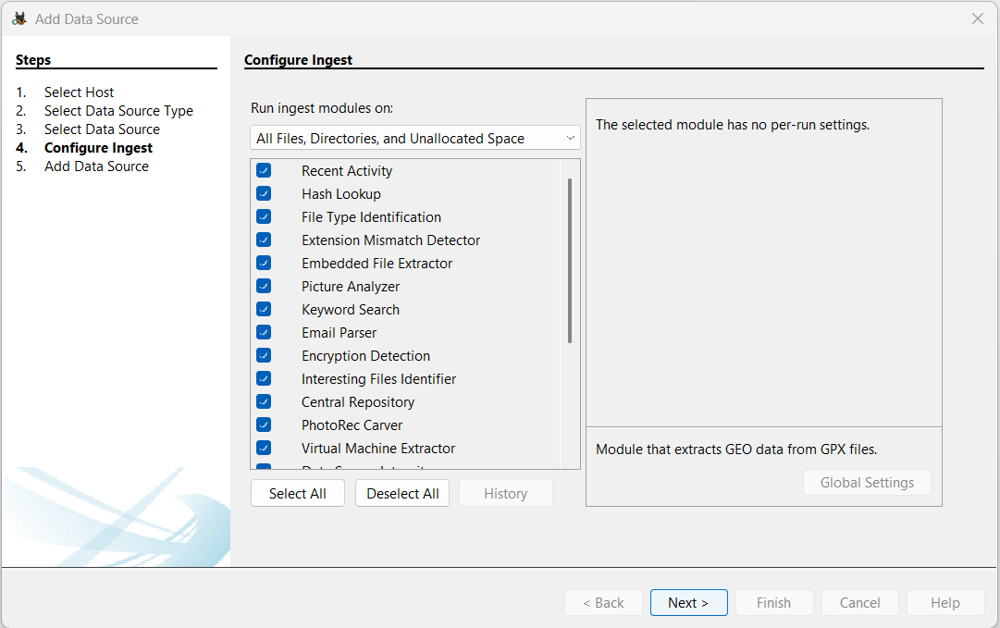 Add Data Source
Steps
1. Select Host
2. Select Data Source Type
3. Select Data Source
4. Configure Ingest
5. Add Data Source
Configure Ingest
Run ingest modules on:
All Files, Directories, and Unallocated Space
Recent Activity
Hash Lookup
File Type Identification
Extension Mismatch Detector
Embedded File Extractor
Picture Analyzer
Keyword Search
Email Parser
Encryption Detection
Interesting Files Identifier
Central Repository
PhotoRec Carver
Virtual Machine Extractor
Select All
Deselect All
History
The selected module has no per-run settings.
Module that extracts GEO data from GPX files.
Global Settings
< Back
Next >
Finish
Cancel
Help